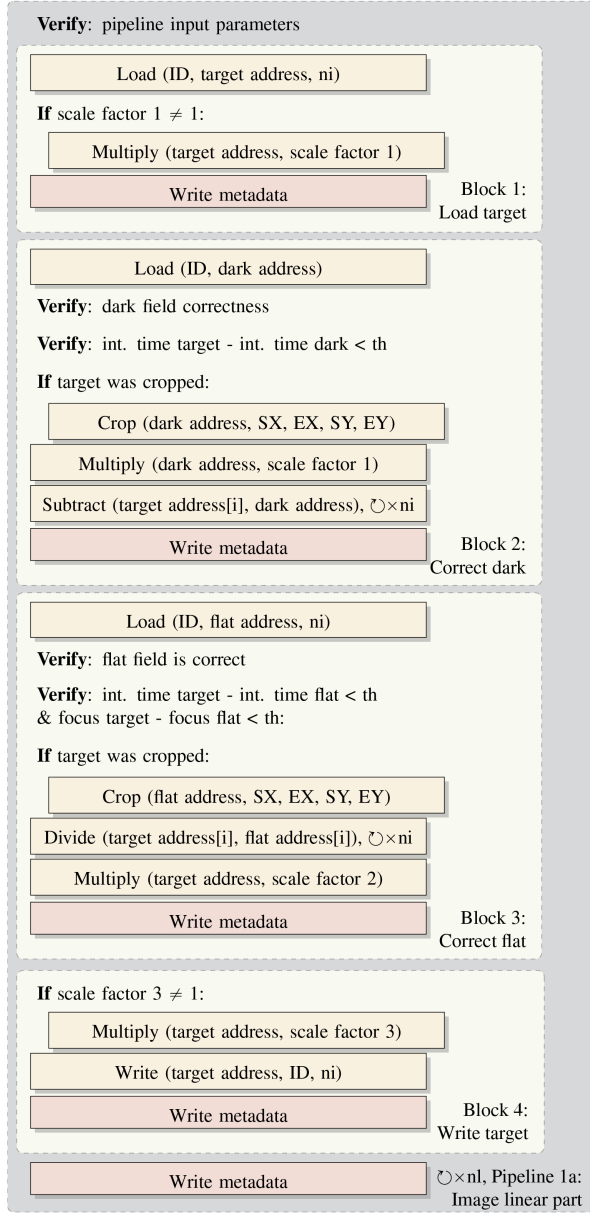 Verify: pipeline input parameters
Load (ID, target address, ni)
If scale factor 1 ≠ 1:
Multiply (target address, scale factor 1)
Write metadata
Block 1:
Load target
Load (ID, dark address)
Verify: dark field correctness
Verify: int. time target - int. time dark < th
If target was cropped:
Crop (dark address, SX, EX, SY, EY)
Multiply (dark address, scale factor 1)
Subtract (target address[i], dark address), ↻×ni
Write metadata
Block 2:
Correct dark
Load (ID, flat address, ni)
Verify: flat field is correct
Verify: int. time target - int. time flat < th
& focus target - focus flat < th:
If target was cropped:
Crop (flat address, SX, EX, SY, EY)
Divide (target address[i], flat address[i]), ↻×ni
Multiply (target address, scale factor 2)
Write metadata
Block 3:
Correct flat
If scale factor 3 ≠ 1:
Multiply (target address, scale factor 3)
Write (target address, ID, ni)
Write metadata
Block 4:
Write target
Write metadata
↻×nl, Pipeline 1a:
Image linear part